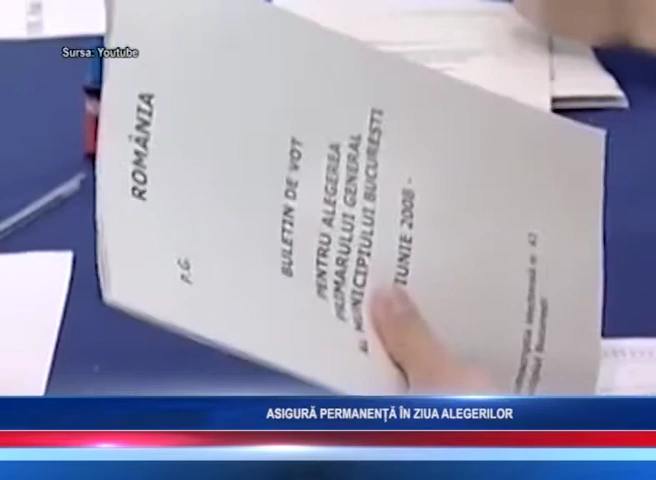 Sursa: Youtube
ROMÂNIA
P.G.
BULETIN DE VOT
PENTRU ALEGEREA
PRIMARULUI GENERAL
AL MUNICIPIULUI BUCUREȘTI
IUNIE 2008 -
ASIGURĂ PERMANENȚĂ ÎN ZIUA ALEGERILOR